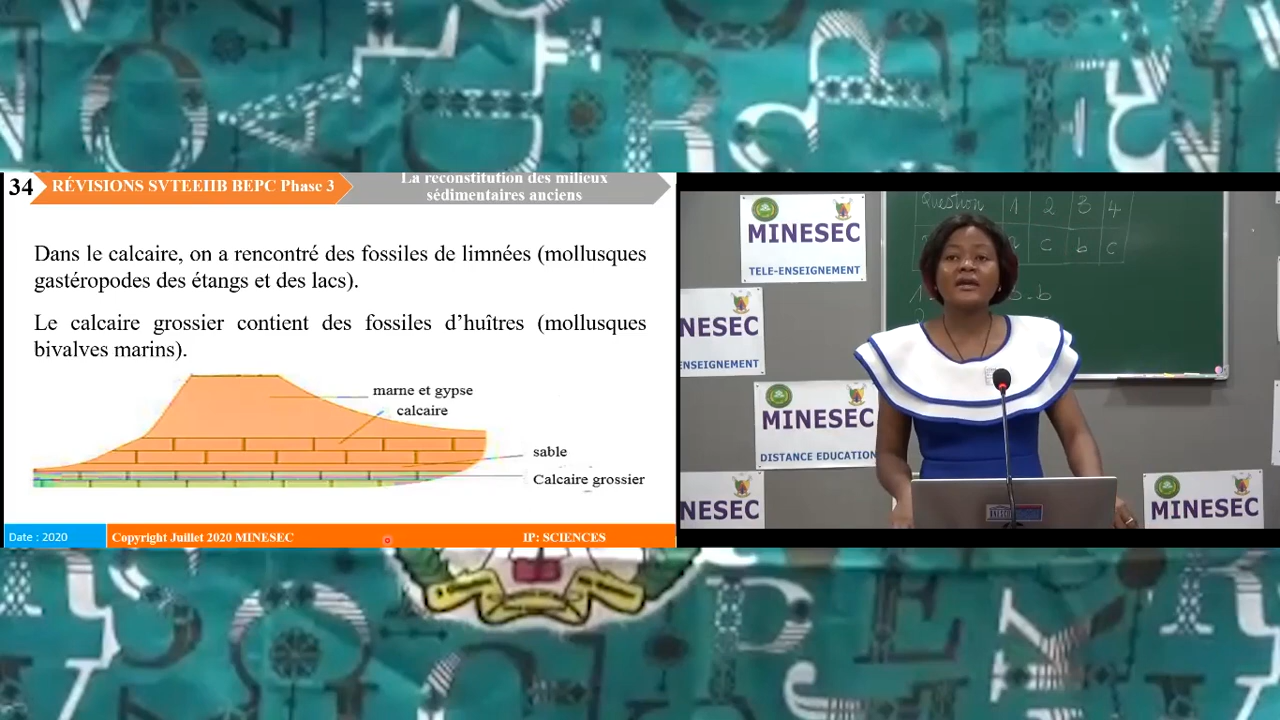 34
RÉVISIONS SVTEEHB BEPC Phase 3
La reconstitution des milieux
sédimentaires anciens
Dans le calcaire, on a rencontré des fossiles de limnées (mollusques
gastéropodes des étangs et des lacs).
Le calcaire grossier contient des fossiles d’huîtres (mollusques
bivalves marins).
marne et gypse
calcaire
sable
Calcaire grossier
Date : 2020
Copyright Juillet 2020 MINESEC
IP: SCIENCES
Question 1 2 3 4
c b c
MINESEC
TELE-ENSEIGNEMENT
NESEC
ENSEIGNEMENT
MINESEC
DISTANCE EDUCATION
NESEC
MINESEC